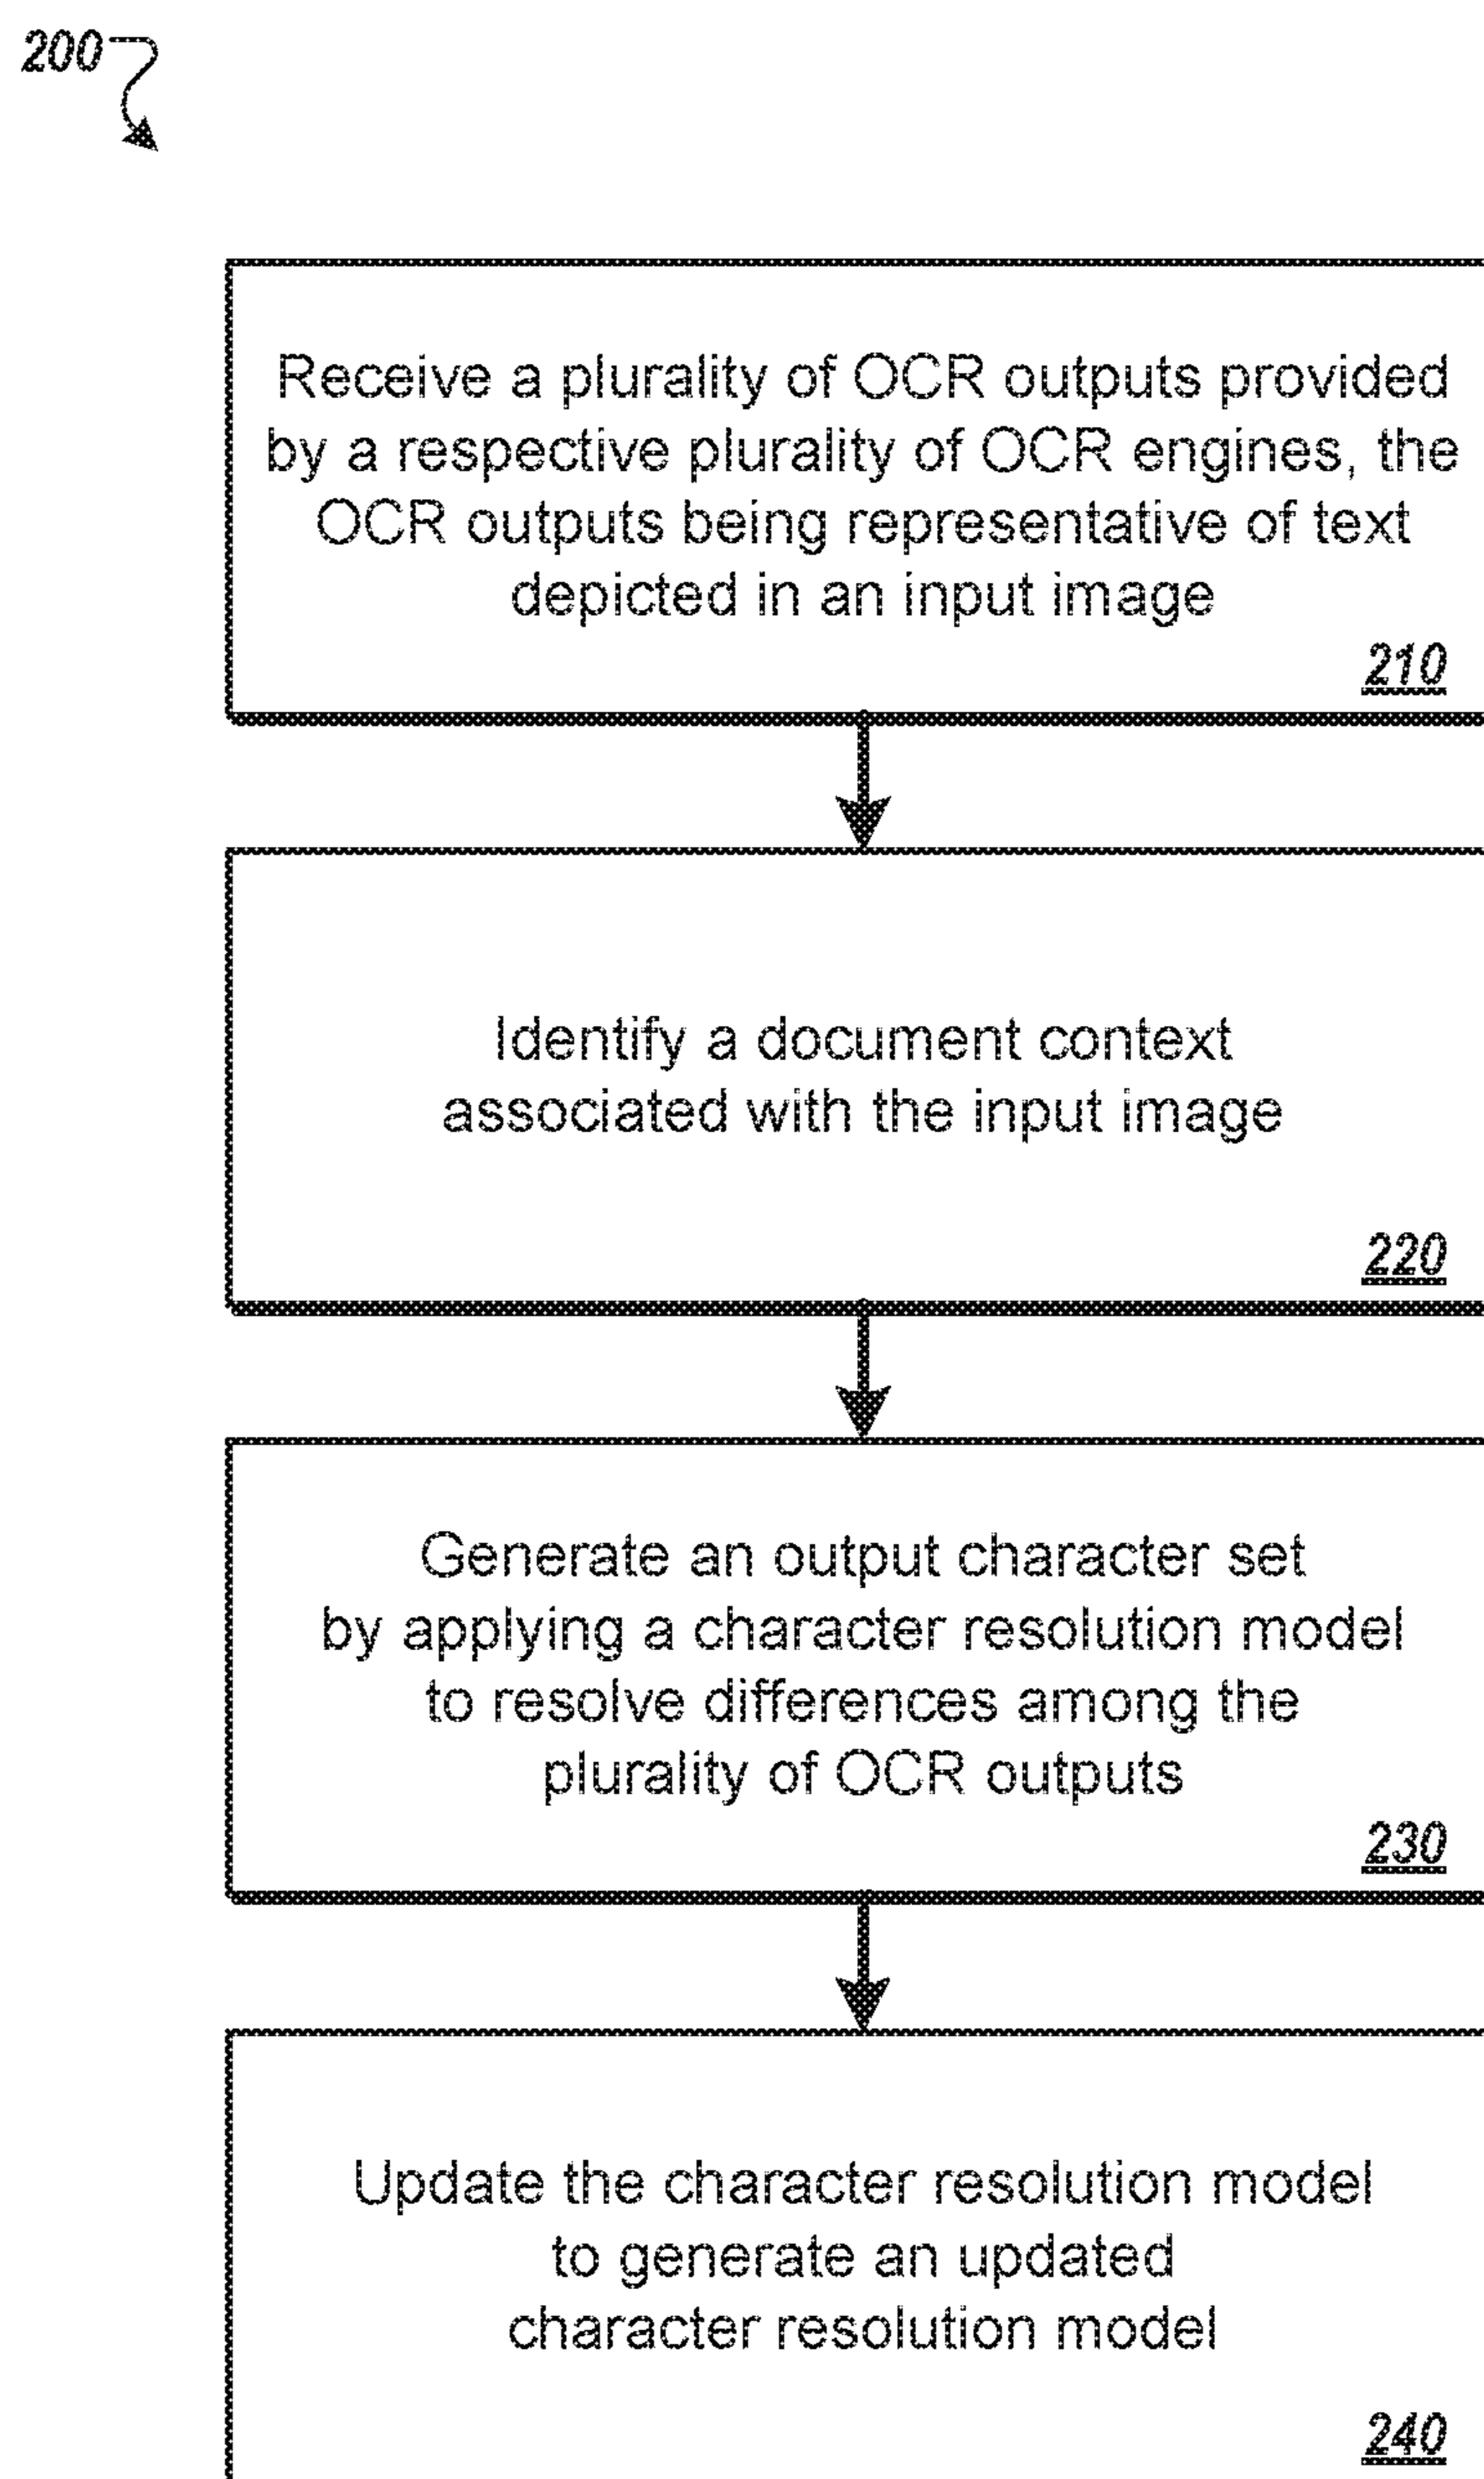 200
Receive a plurality of OCR outputs provided
by a respective plurality of OCR engines, the
OCR outputs being representative of text
depicted in an input image
210
Identify a document context
associated with the input image
220
Generate an output character set
by applying a character resolution model
to resolve differences among the
plurality of OCR outputs
230
Update the character resolution model
to generate an updated
character resolution model
240